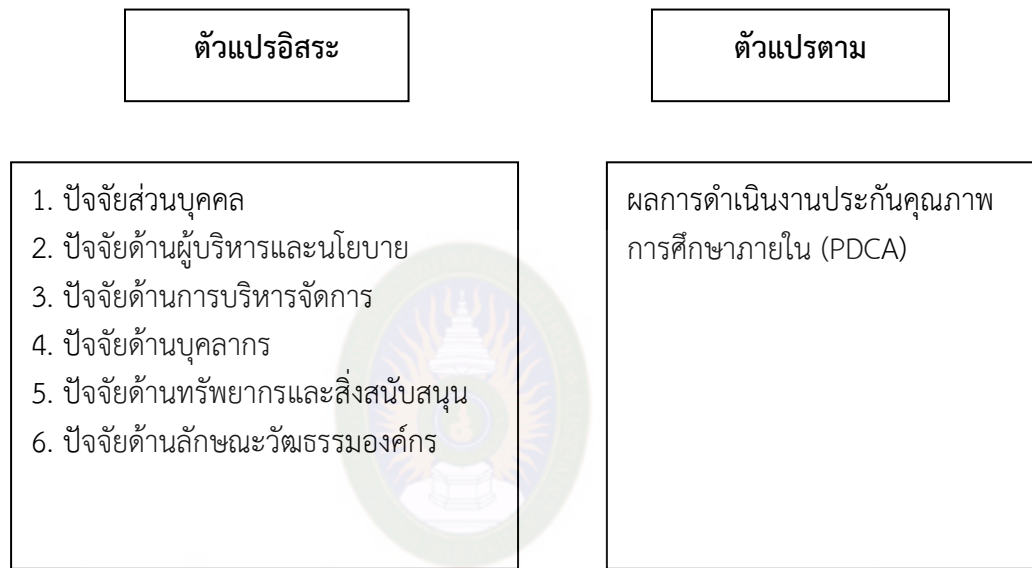 ตัวแปรอิสระ
ตัวแปรตาม
1. ปัจจัยส่วนบุคคล
2. ปัจจัยด้านผู้บริหารและนโยบาย
3. ปัจจัยด้านการบริหารจัดการ
4. ปัจจัยด้านบุคลากร
5. ปัจจัยด้านทรัพยากรและสิ่งสนับสนุน
6. ปัจจัยด้านลักษณะวัฒธรรมองค์กร
ผลการดำเนินงานประกันคุณภาพ
การศึกษาภายใน (PDCA)